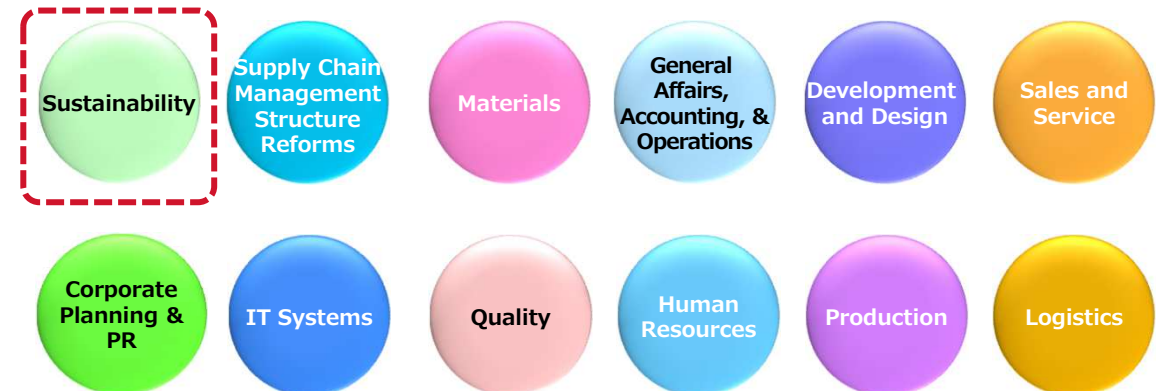 Sustainability
Supply Chain
Management
Structure
Reforms
Materials
General
Affairs,
Accounting, &
Operations
Development
and Design
Sales and
Service
Corporate
Planning &
PR
IT Systems
Quality
Human
Resources
Production
Logistics